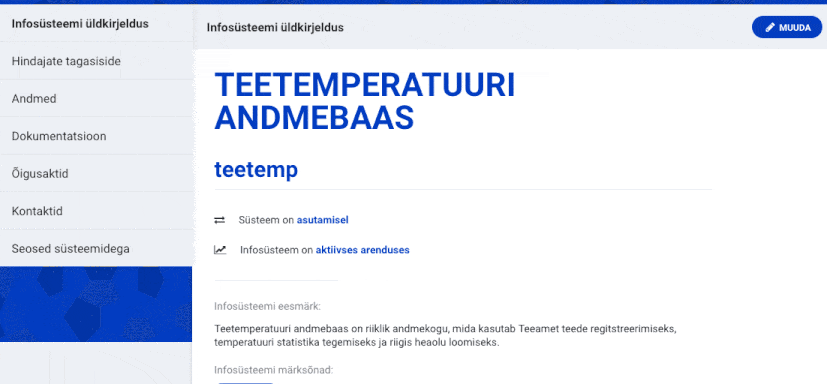 Infosüsteemi üldkirjeldus
Hindajate tagasiside
Andmed
Dokumentatsioon
Õigusaktid
Kontaktid
Seosed süsteemidega
Infosüsteemi üldkirjeldus
MUUDA
TEETEMPERATUURI
ANDMEBAAS
teetemp
Süsteem on asutamisel
Infosüsteem on aktiivses arenduses
Infosüsteemi eesmärk:
Teetemperatuuri andmebaas on riiklik andmekogu, mida kasutab Teeamet teede regitstreerimiseks,
temperatuuri statistika tegemiseks ja riigis heaolu loomiseks.
Infosüsteemi märksõnad: